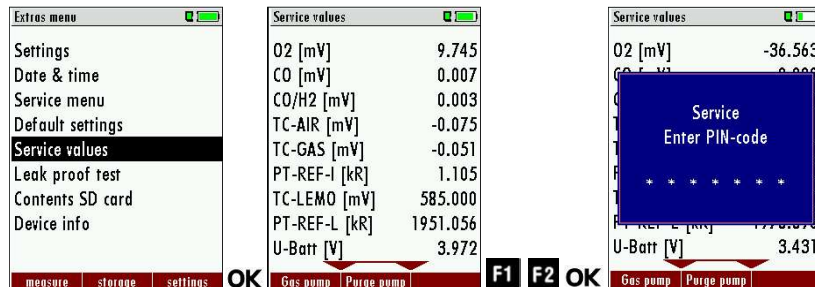 Extras menu
Settings
Date & time
Service menu
Default settings
Service values
Leak proof test
Contents SD card
Device info
measure storage settings
OK
Service values
O2 [mV] 9.745
CO [mV] 0.007
CO/H2 [mV] 0.003
TC-AIR [mV] -0.075
TC-GAS [mV] -0.051
PT-REF-I [kR] 1.105
TC-LEMO [mV] 585.000
PT-REF-L [kR] 1951.056
U-Batt [V] 3.972
Gas pump Purge pump
F1 F2 OK
Service values
O2 [mV] -36.563
Service
Enter PIN-code
* * * * * * *
U-Batt [V] 3.431
Gas pump Purge pump